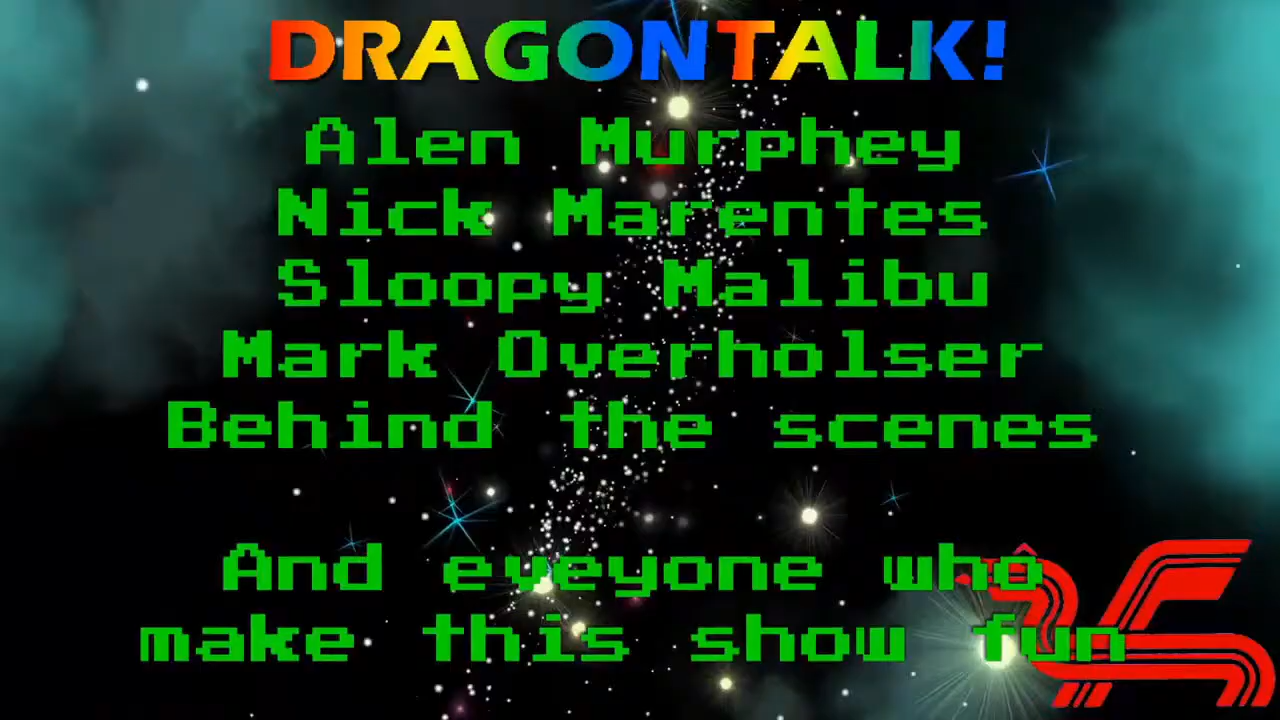 DRAGONTALK!
Alen Murphey
Nick Marentes
Sloopy Malibu
Mark Overholser
Behind the scenes
And eveyone who
make this show fun